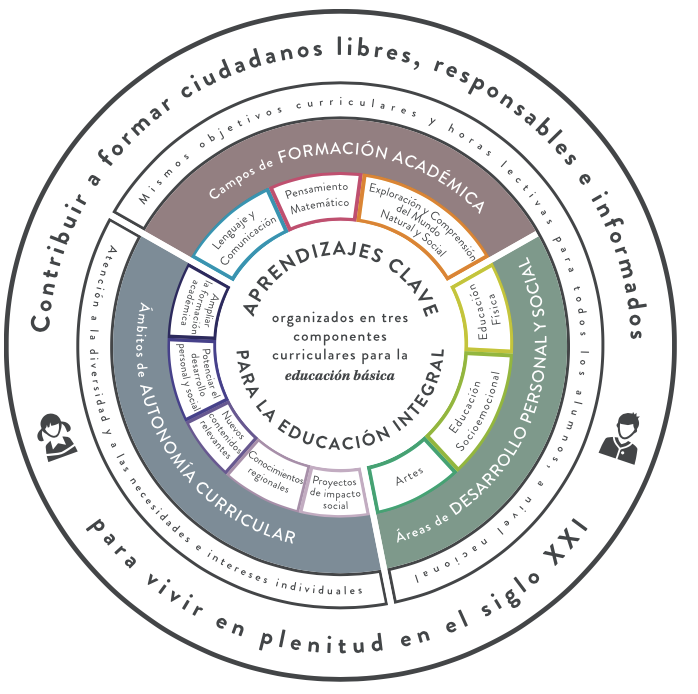 Contribuir a formar ciudadanos libres, responsables e informados
para vivir en plenitud en el siglo XXI
Mismos objetivos curriculares y horas lectivas para todos los alumnos, a nivel nacional
Atención a la diversidad y a las necesidades e intereses individuales
Campos de FORMACIÓN ACADÉMICA
Lenguaje y
Comunicación
Pensamiento
Matemático
Exploración y Comprensión
del Mundo
Natural y Social
Áreas de DESARROLLO PERSONAL Y SOCIAL
Educación
Física
Educación
Socioemocional
Artes
Ámbitos de AUTONOMÍA CURRICULAR
Ampliar
la formación
académica
Potenciar el
desarrollo
personal y social
Nuevos
contenidos
relevantes
Conocimientos
regionales
Proyectos
de impacto
social
APRENDIZAJES CLAVE
organizados en tres
componentes
curriculares para la
educación básica
PARA LA EDUCACIÓN INTEGRAL